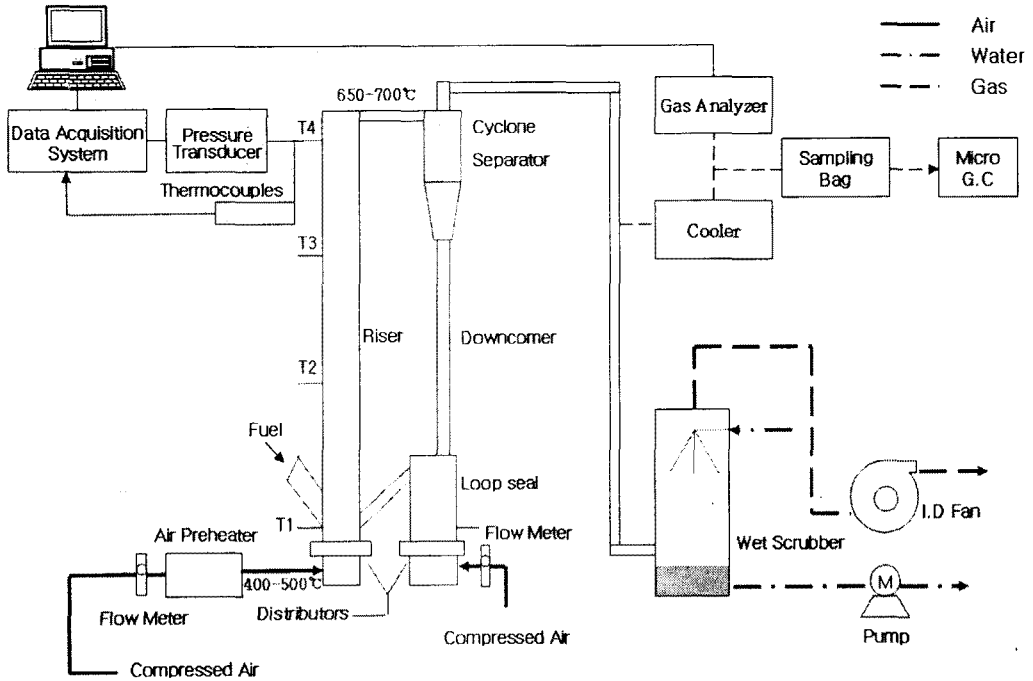 Air
Water
Gas
650~700℃
Data Acquisition
System
Pressure
Transducer
T4
Cyclone
Separator
Gas Analyzer
Sampling
Bag
Micro
G.C
Thermocouples
Cooler
T3
Riser
Downcomer
T2
Fuel
Loop seal
T1
Air Preheater
Flow Meter
Wet Scrubber
I.D Fan
400~500℃
Flow Meter
Distributors
M
Compressed Air
Pump
Compressed Air